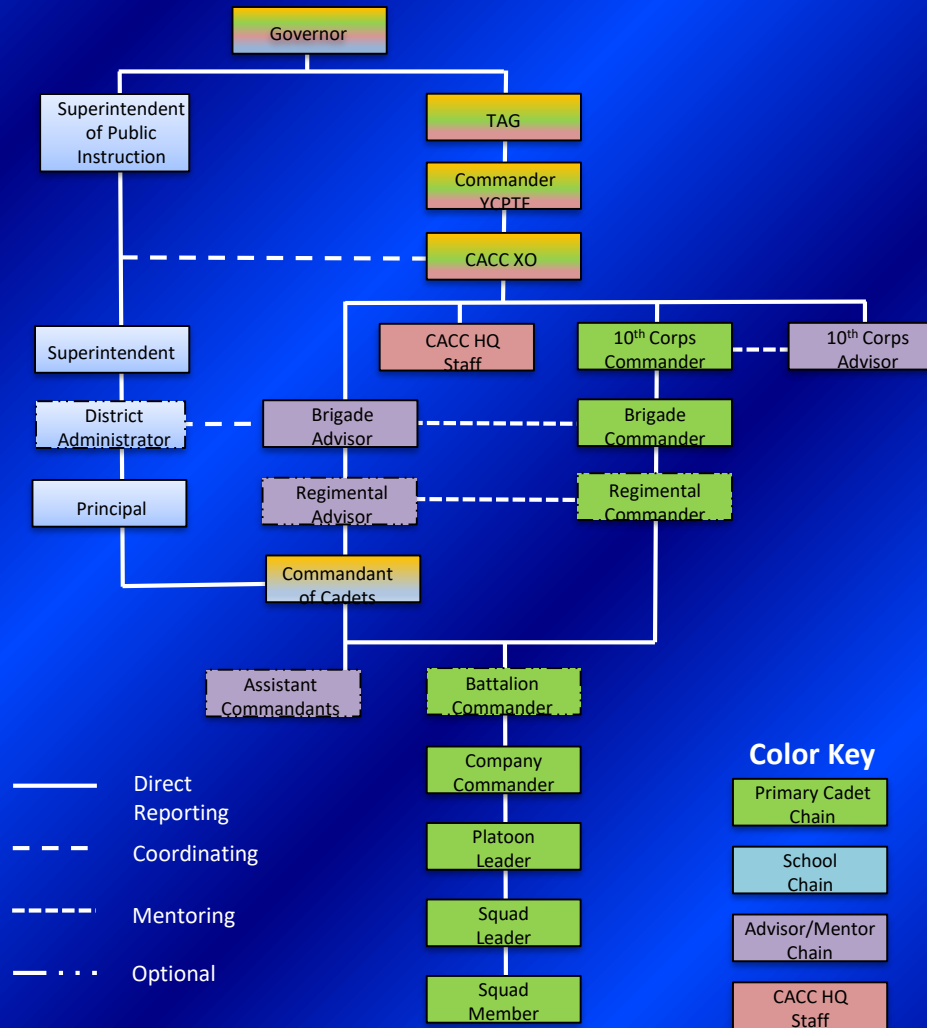 Governor
Superintendent
of Public
Instruction
TAG
Commander
YCPTF
CACC XO
Superintendent
CACC HQ
Staff
10th Corps
Commander
10th Corps
Advisor
District
Administrator
Brigade
Advisor
Brigade
Commander
Principal
Regimental
Advisor
Regimental
Commander
Commandant
of Cadets
Assistant
Commandants
Battalion
Commander
Company
Commander
Platoon
Leader
Squad
Leader
Squad
Member
Direct
Reporting
Coordinating
Mentoring
Optional
Color Key
Primary Cadet
Chain
School
Chain
Advisor/Mentor
Chain
CACC HQ
Staff